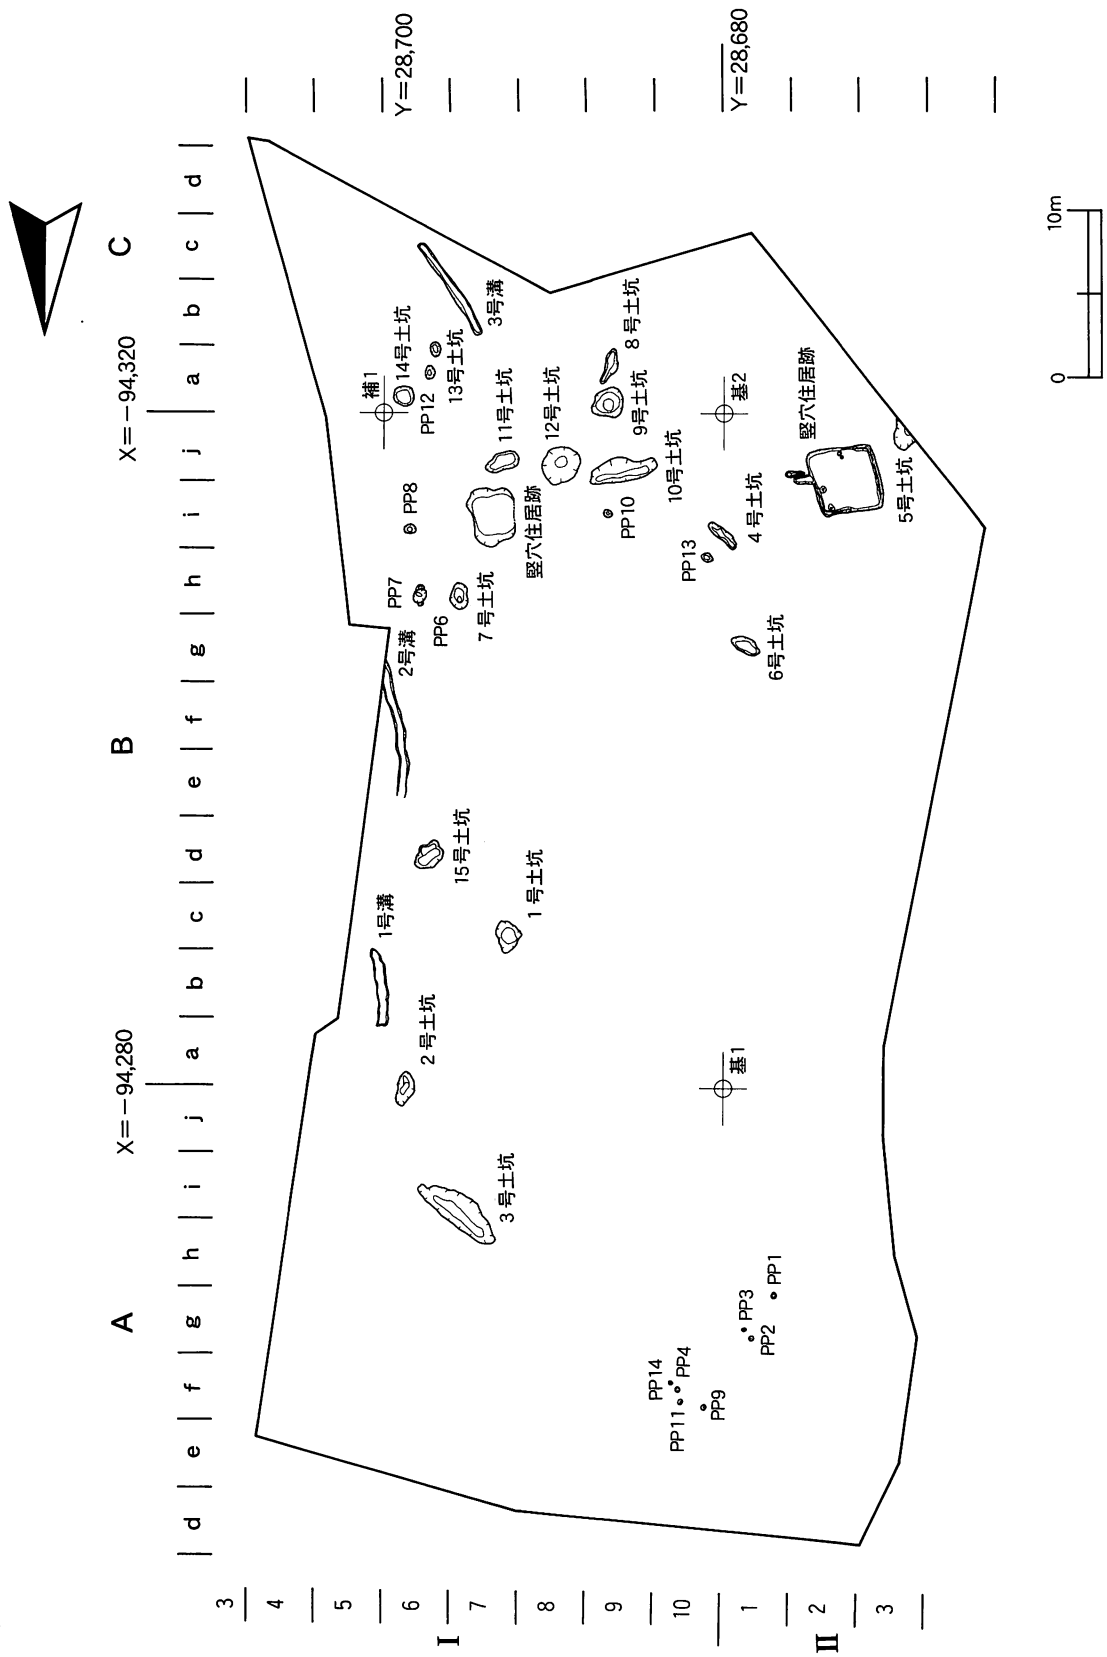 A
B
C
X=－94,280
X=－94,320
d
e
f
g
h
i
j
a
b
c
d
e
f
g
h
i
j
a
b
c
d
Y=28,700
Y=28,680
3
4
5
6
7
8
9
10
1
2
3
I
II
3号土坑
2号土坑
1号溝
1号土坑
15号土坑
2号溝
PP7
PP6
7号土坑
PP8
竪穴住居跡
11号土坑
12号土坑
補1
14号土坑
PP12
13号土坑
3号溝
8号土坑
9号土坑
10号土坑
PP10
基2
竪穴住居跡
5号土坑
4号土坑
PP13
6号土坑
基1
PP1
PP3
PP2
PP14
PP4
PP11
PP9
0
10m